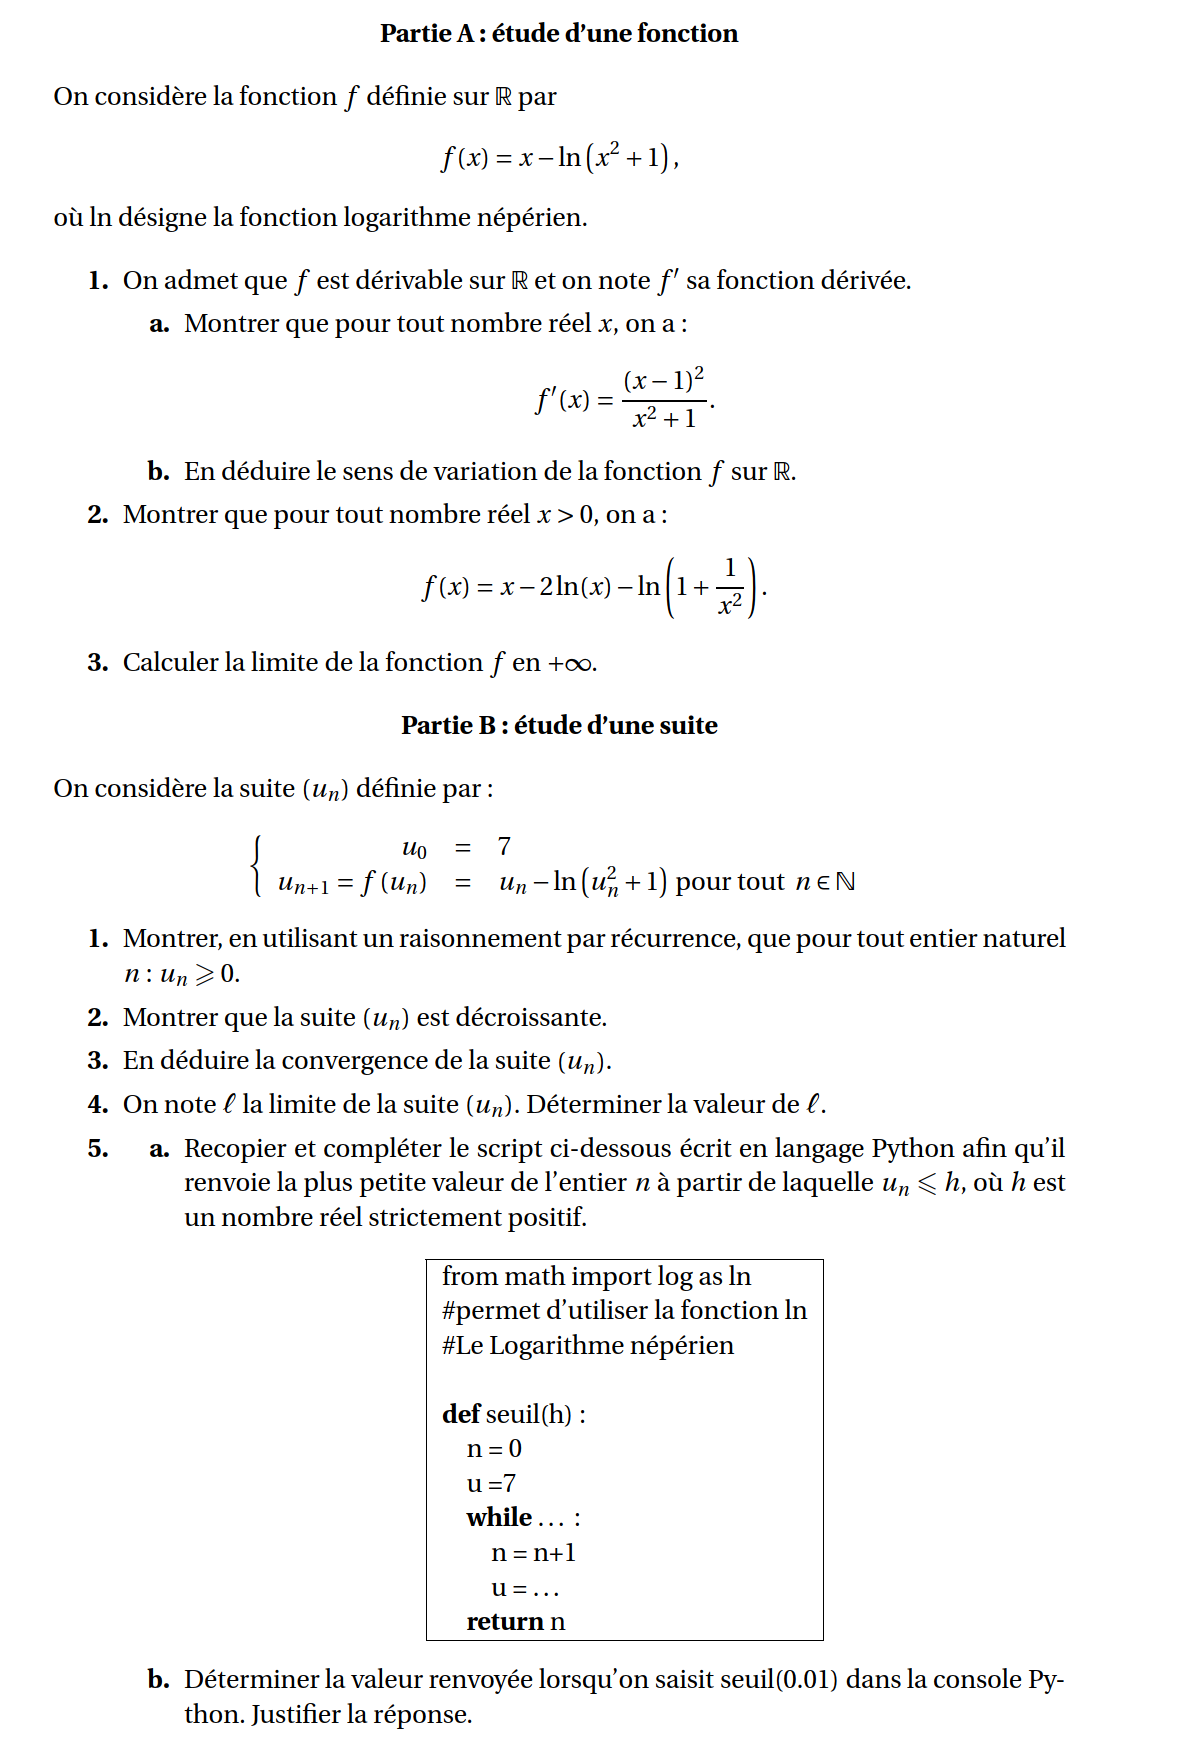 Partie A : étude d'une fonction
On considère la fonction f définie sur ℝ par
f(x) = x − ln(x² + 1),
où ln désigne la fonction logarithme népérien.
1. On admet que f est dérivable sur ℝ et on note f′ sa fonction dérivée.
a. Montrer que pour tout nombre réel x, on a :
f′(x) = (x − 1)² / (x² + 1).
b. En déduire le sens de variation de la fonction f sur ℝ.
2. Montrer que pour tout nombre réel x > 0, on a :
f(x) = x − 2 ln(x) − ln(1 + 1/x²).
3. Calculer la limite de la fonction f en +∞.
Partie B : étude d'une suite
On considère la suite (uₙ) définie par :
{ u₀ = 7
uₙ₊₁ = f(uₙ) = uₙ − ln(uₙ² + 1) pour tout n ∈ ℕ
1. Montrer, en utilisant un raisonnement par récurrence, que pour tout entier naturel
n : uₙ ⩾ 0.
2. Montrer que la suite (uₙ) est décroissante.
3. En déduire la convergence de la suite (uₙ).
4. On note ℓ la limite de la suite (uₙ). Déterminer la valeur de ℓ.
5. a. Recopier et compléter le script ci-dessous écrit en langage Python afin qu'il
renvoie la plus petite valeur de l'entier n à partir de laquelle uₙ ⩽ h, où h est
un nombre réel strictement positif.
from math import log as ln
#permet d'utiliser la fonction ln
#Le Logarithme népérien
def seuil(h) :
n = 0
u =7
while ... :
n = n+1
u = ...
return n
b. Déterminer la valeur renvoyée lorsqu'on saisit seuil(0.01) dans la console Py-
thon. Justifier la réponse.